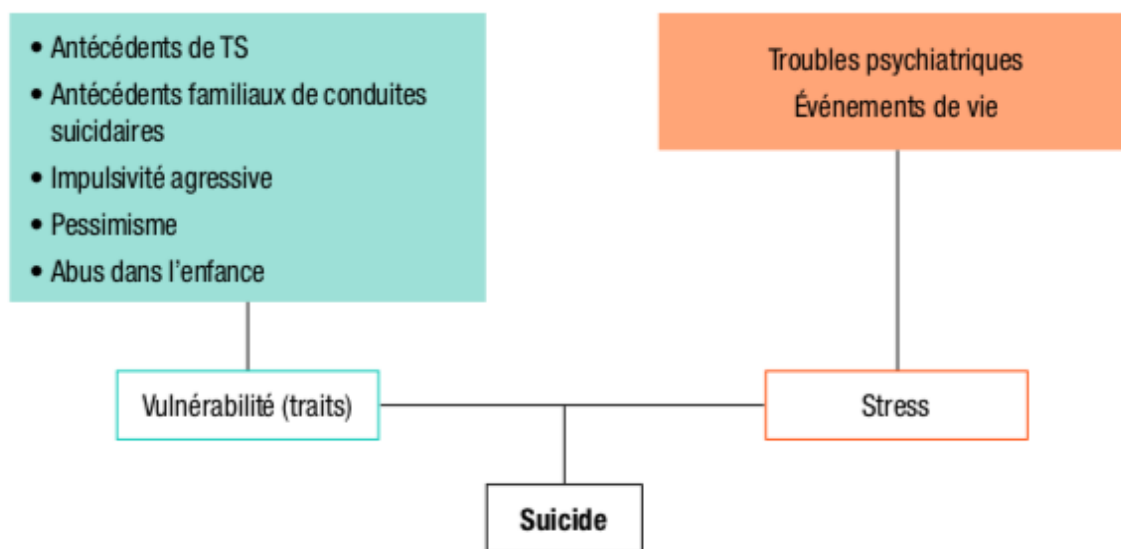 • Antécédents de TS
• Antécédents familiaux de conduites
suicidaires
• Impulsivité agressive
• Pessimisme
• Abus dans l'enfance
Troubles psychiatriques
Événements de vie
Vulnérabilité (traits)
Stress
Suicide